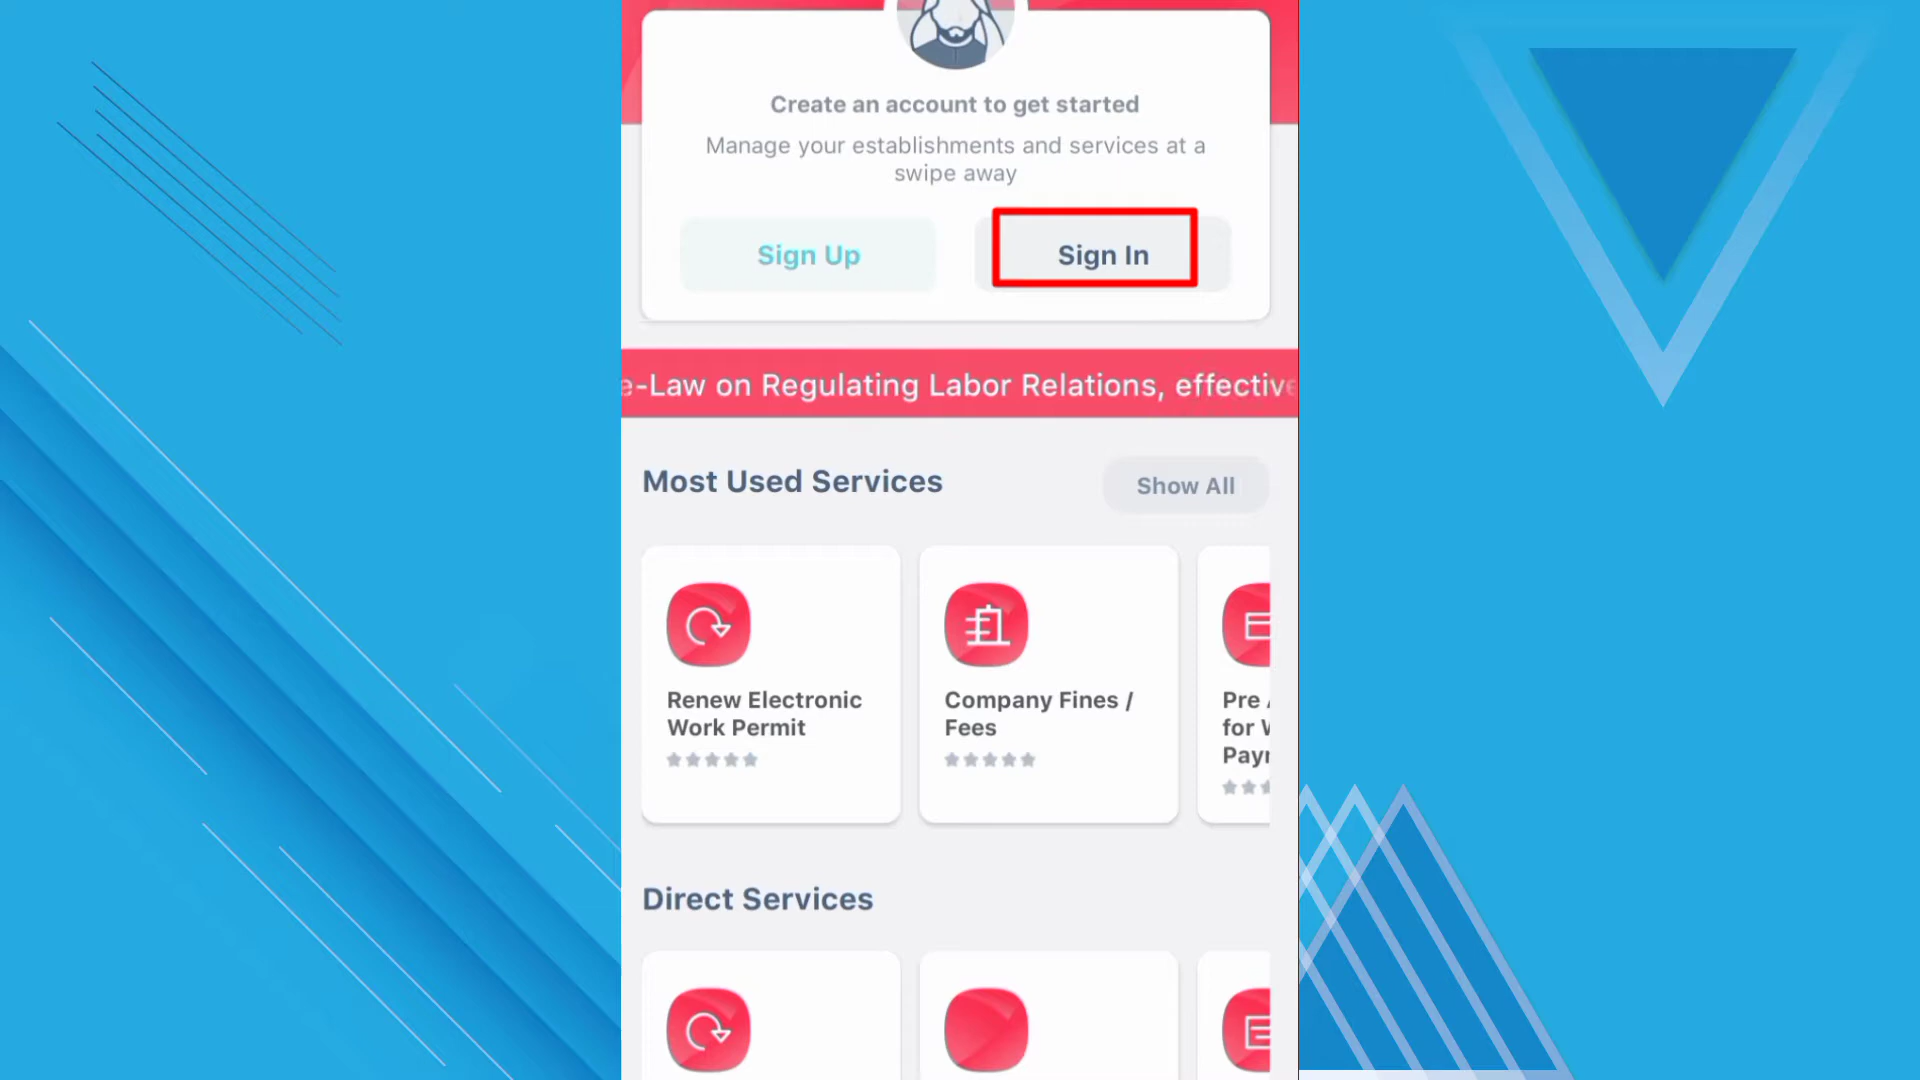 Create an account to get started
Manage your establishments and services at a
swipe away
Sign Up
Sign In
-Law on Regulating Labor Relations, effective
Most Used Services
Show All
Renew Electronic
Work Permit
Company Fines /
Fees
Pre
for
Direct Services